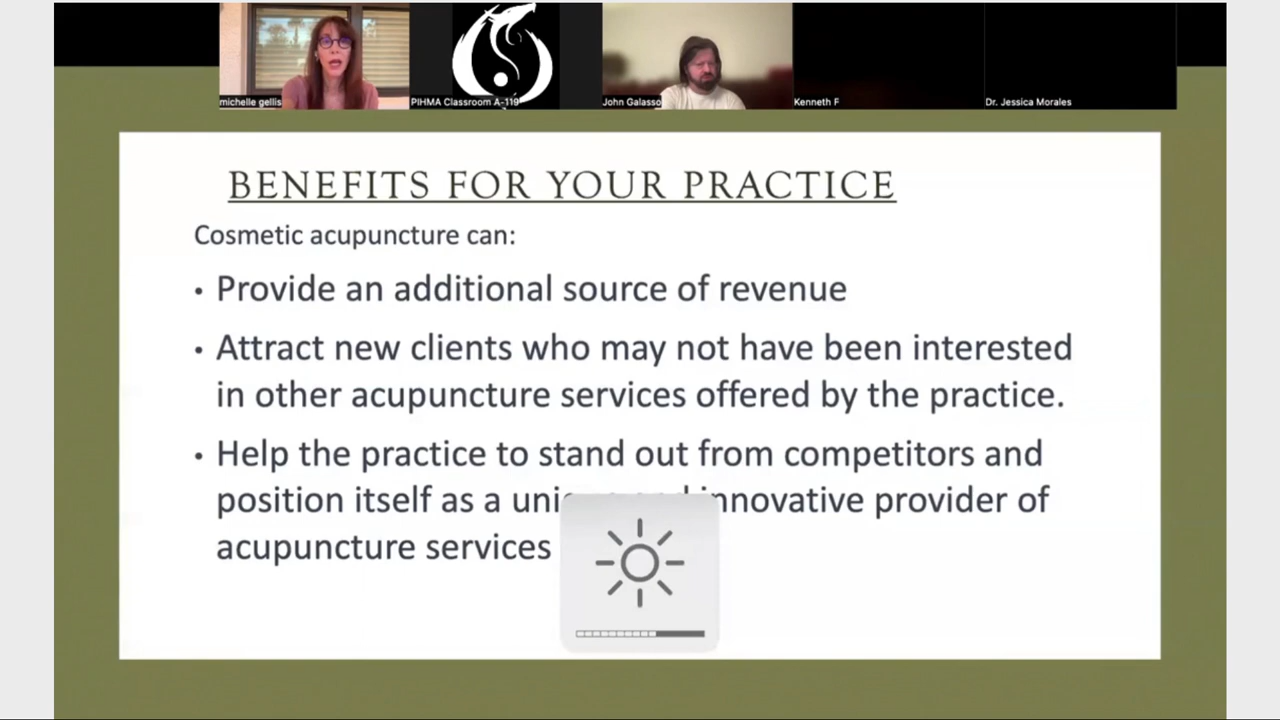 michelle gellis
PIHMA Classroom A-119
John Galasso
Kenneth F
Dr. Jessica Morales
BENEFITS FOR YOUR PRACTICE
Cosmetic acupuncture can:
• Provide an additional source of revenue
• Attract new clients who may not have been interested
in other acupuncture services offered by the practice.
• Help the practice to stand out from competitors and
position itself as a innovative provider of
acupuncture services